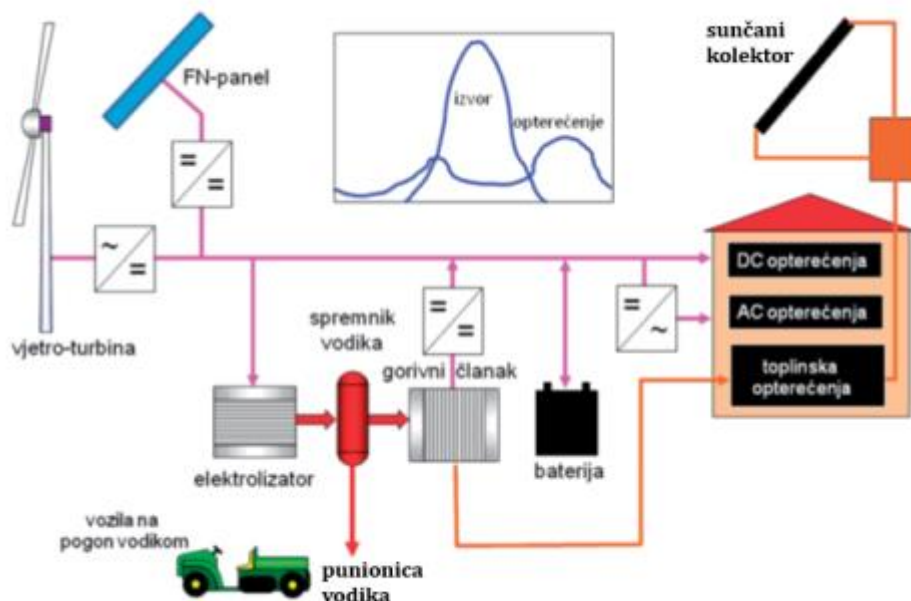 sunčani
kolektor
FN-panel
izvor
opterećenje
=
=
~
=
DC opterećenja
AC opterećenja
toplinska
opterećenja
=
=
=
~
vjetro-turbina
spremnik
vodika
gorivni članak
elektrolizator
baterija
vozila na
pogon vodikom
punionica
vodika